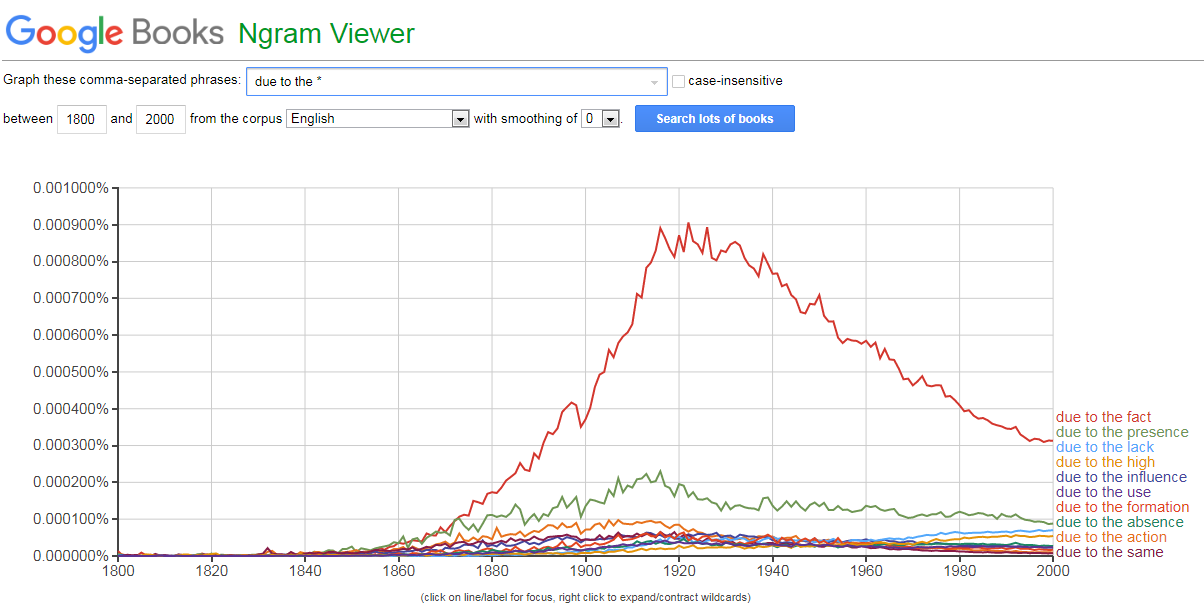 Google Books Ngram Viewer
Graph these comma-separated phrases: due to the * case-insensitive
between 1800 and 2000 from the corpus English with smoothing of 0 . Search lots of books
0.001000%
0.000900%
0.000800%
0.000700%
0.000600%
0.000500%
0.000400%
0.000300%
0.000200%
0.000100%
0.000000%
due to the fact
due to the presence
due to the lack
due to the high
due to the influence
due to the use
due to the formation
due to the absence
due to the action
due to the same
1800 1820 1840 1860 1880 1900 1920 1940 1960 1980 2000
(click on line/label for focus, right click to expand/contract wildcards)